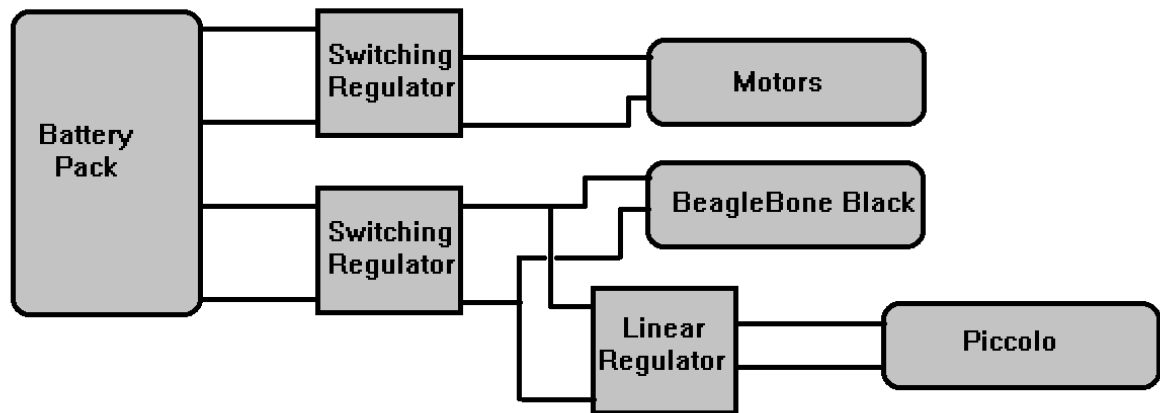 Battery
Pack
Switching
Regulator
Motors
Switching
Regulator
BeagleBone Black
Linear
Regulator
Piccolo